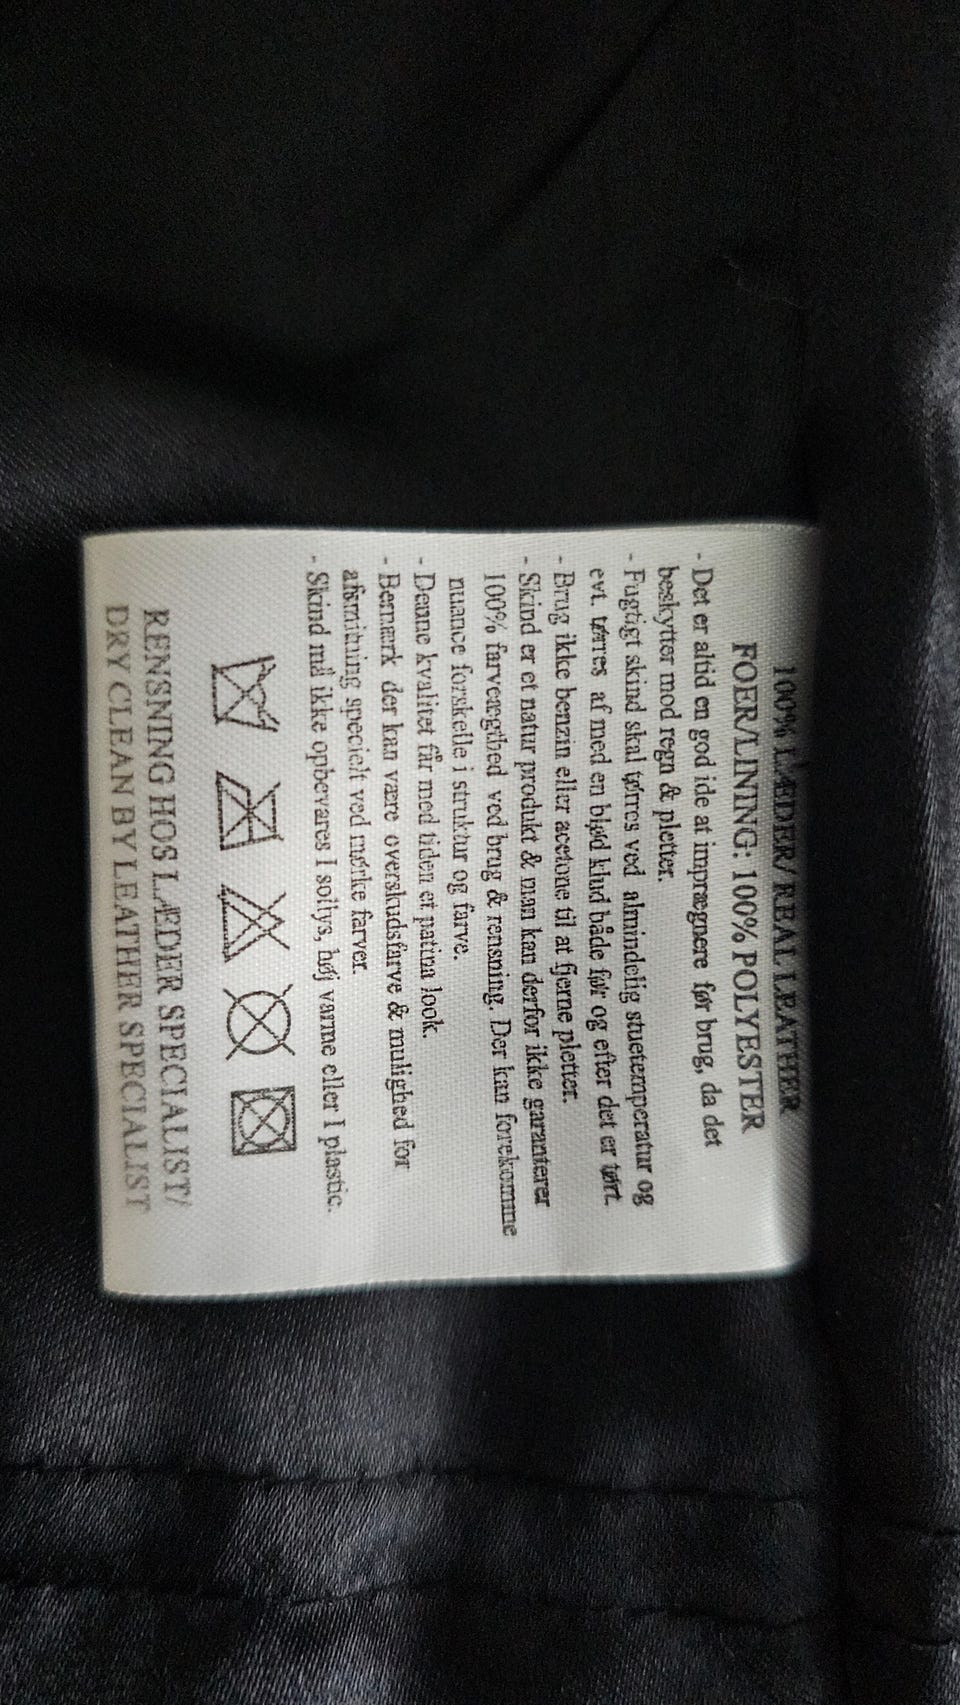 100% LÆDER/ REAL LEATHER
FOER/LINING: 100% POLYESTER
- Det er altid en god ide at imprægnere før brug, da det
beskytter mod regn & pletter.
- Fugtigt skind skal tørres ved almindelig stuetemperatur og
evt. tørres af med en blød klud både før og efter det er tørt.
- Brug ikke benzin eller acetone til at fjerne pletter.
- Skind er et natur produkt & man kan derfor ikke garanterer
100% farveægthed ved brug & rensning. Der kan forekomme
nuance forskelle i struktur og farve.
- Denne kvalitet får med tiden et patina look.
- Bemærk der kan være overskudsfarve & mulighed for
afsmitning specielt ved mørke farver.
- Skind må ikke opbevares I sollys, høj varme eller I plastic.
RENSNING HOS LÆDER SPECIALIST/
DRY CLEAN BY LEATHER SPECIALIST